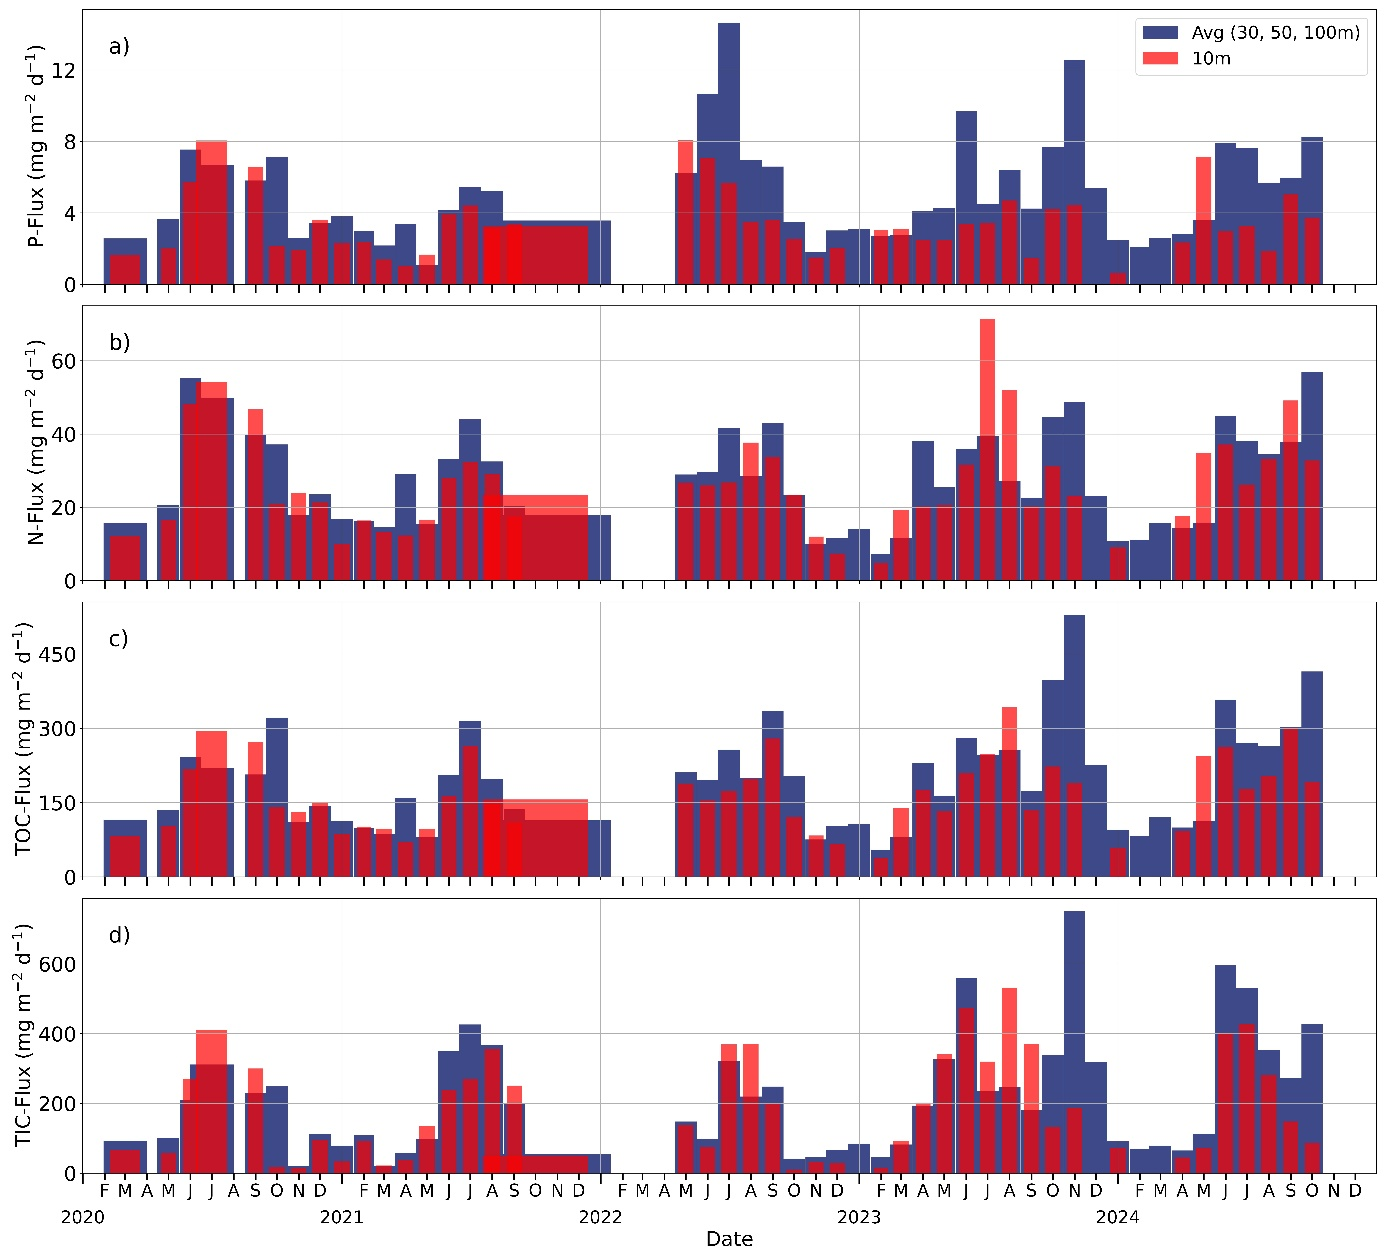 a)
Avg (30, 50, 100m)
10m
P-Flux (mg m⁻² d⁻¹)
12
8
4
0
b)
N-Flux (mg m⁻² d⁻¹)
60
40
20
0
c)
TOC-Flux (mg m⁻² d⁻¹)
450
300
150
0
d)
TIC-Flux (mg m⁻² d⁻¹)
600
400
200
0
F M A M J J A S O N D F M A M J J A S O N D F M A M J J A S O N D F M A M J J A S O N D F M A M J J A S O N D
2020 2021 2022 2023 2024
Date